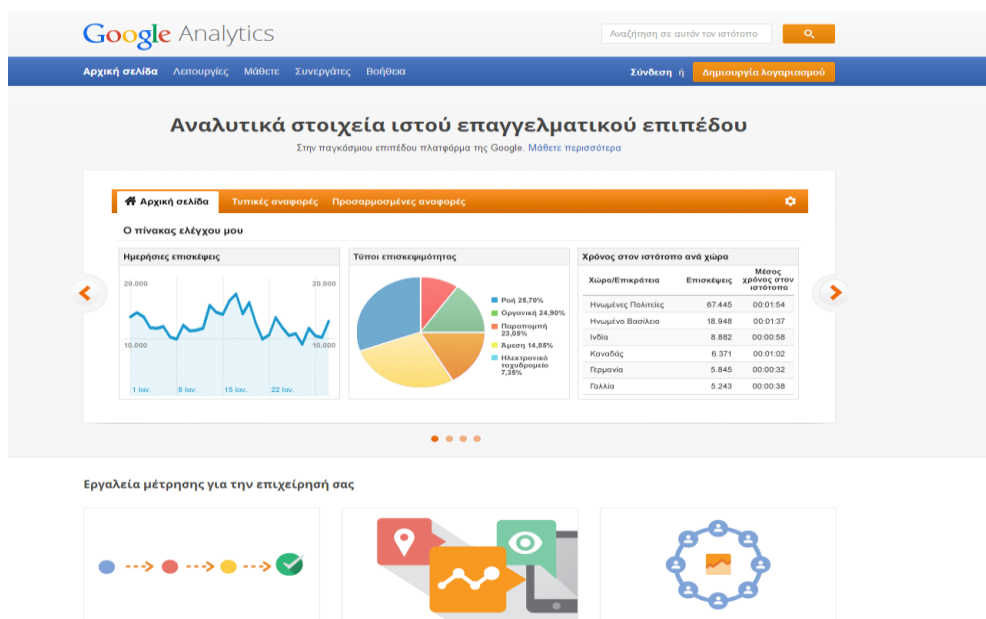 Google Analytics
Αναζήτηση σε αυτόν τον ιστότοπο
Αρχική σελίδα Λειτουργίες Μάθετε Συνεργάτες Βοήθεια
Σύνδεση ή Δημιουργία λογαριασμού
Αναλυτικά στοιχεία ιστού επαγγελματικού επιπέδου
Στην παγκόσμιου επιπέδου πλατφόρμα της Google. Μάθετε περισσότερα
Αρχική σελίδα Τυπικές αναφορές Προσαρμοσμένες αναφορές
Ο πίνακας ελέγχου μου
Ημερήσιες επισκέψεις
20.000 20.000
10.000 10.000
1 Ιαν. 8 Ιαν. 15 Ιαν. 22 Ιαν.
Τύποι επισκεψιμότητας
Ροή 25,70%
Οργανική 24,90%
Παραπομπή
23,05%
Άμεση 14,85%
Ηλεκτρονικό
ταχυδρομείο
7,35%
Χρόνος στον ιστότοπο ανά χώρα
Χώρα/Επικράτεια Επισκέψεις Μέσος
χρόνος στον
ιστότοπο
Ηνωμένες Πολιτείες 67.445 00:01:54
Ηνωμένο Βασίλειο 18.948 00:01:37
Ινδία 8.882 00:00:58
Καναδάς 6.371 00:01:02
Γερμανία 5.845 00:00:32
Γαλλία 5.243 00:00:38
Εργαλεία μέτρησης για την επιχείρησή σας